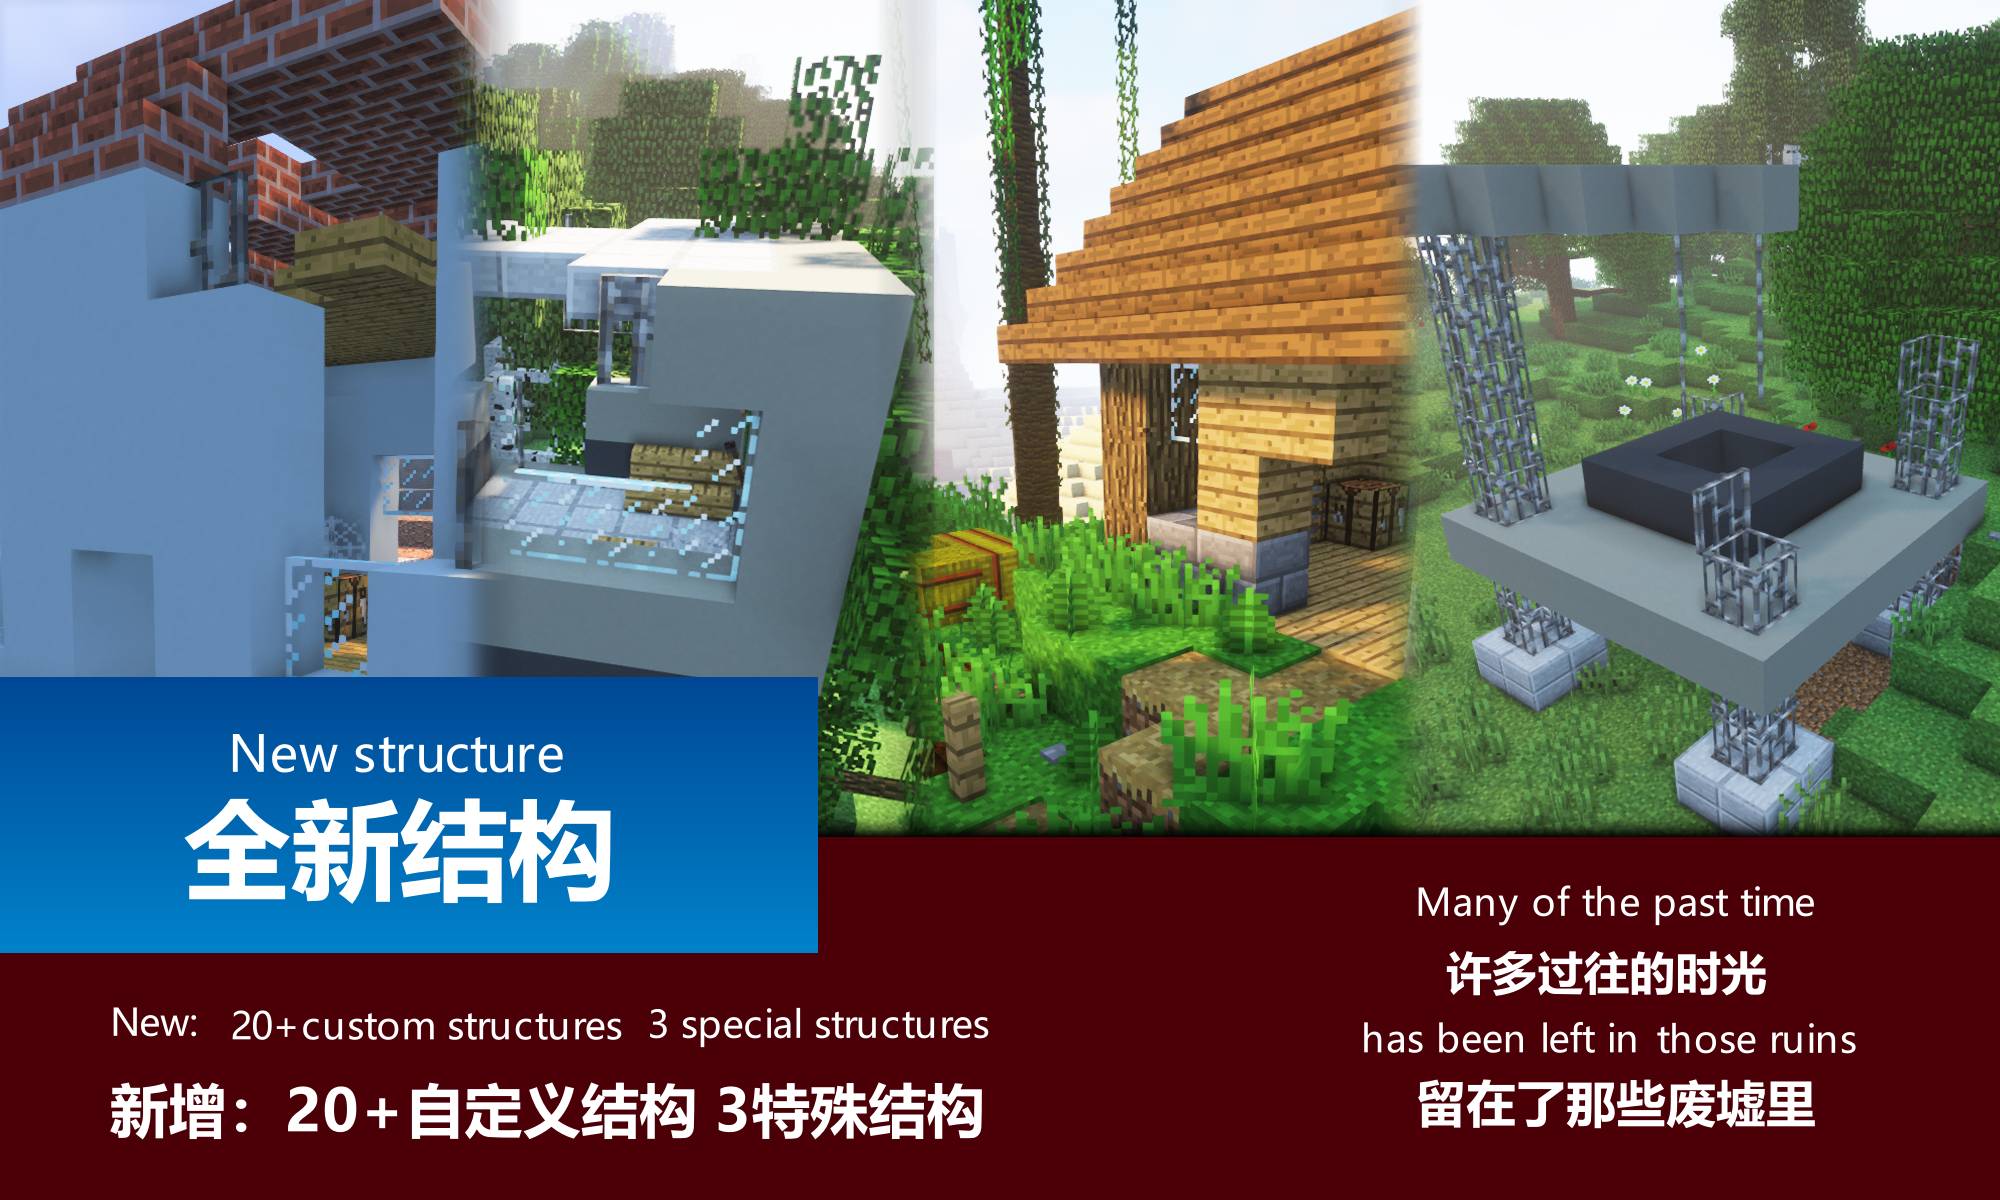 New structure
全新结构
New: 20+custom structures 3 special structures
新增：20+自定义结构 3特殊结构
Many of the past time
许多过往的时光
has been left in those ruins
留在了那些废墟里